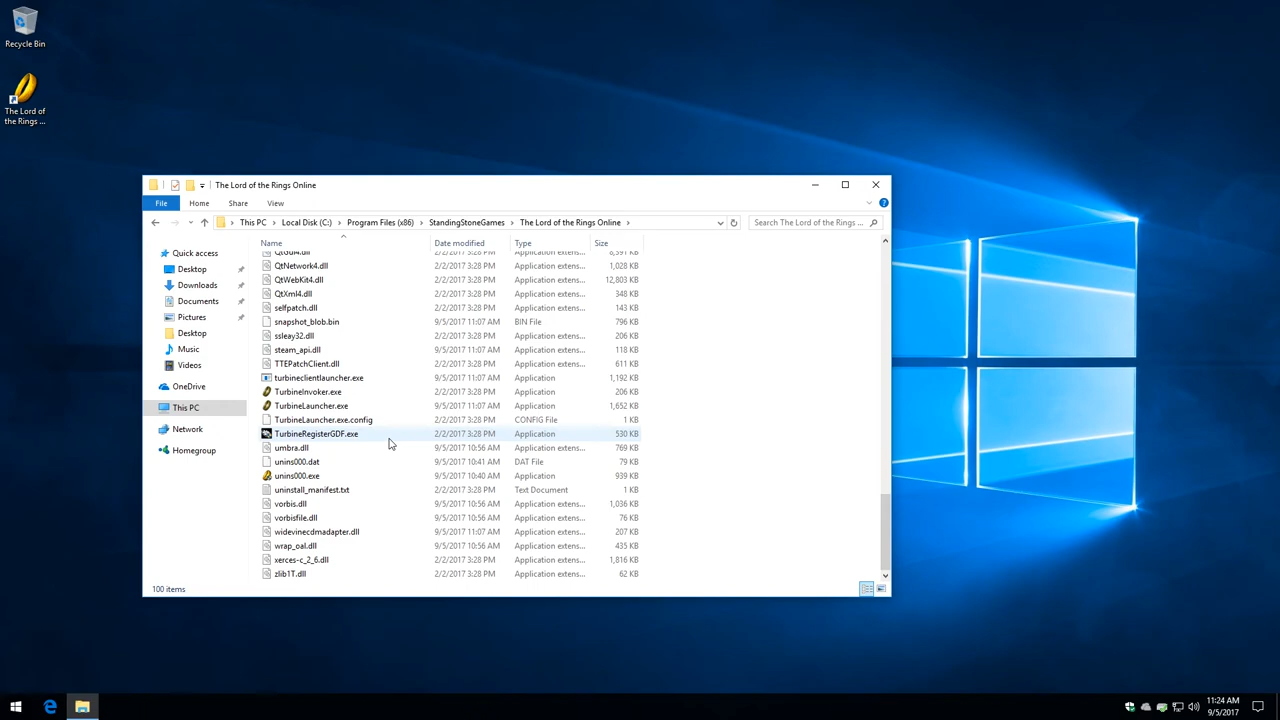 Recycle Bin
The Lord of
the Rings ...
The Lord of the Rings Online
File Home Share View
This PC Local Disk (C:) Program Files (x86) StandingStoneGames The Lord of the Rings Online
Search The Lord of the Rings ...
Quick access
Desktop
Downloads
Documents
Pictures
Desktop
Music
Videos
OneDrive
This PC
Network
Homegroup
Name Date modified Type Size
QtGui4.dll 2/2/2017 3:28 PM Application extens... 8,391 KB
QtNetwork4.dll 2/2/2017 3:28 PM Application extens... 1,028 KB
QtWebKit4.dll 2/2/2017 3:28 PM Application extens... 12,803 KB
QtXml4.dll 2/2/2017 3:28 PM Application extens... 348 KB
selfpatch.dll 2/2/2017 3:28 PM Application extens... 143 KB
snapshot_blob.bin 9/5/2017 11:07 AM BIN File 796 KB
ssleay32.dll 2/2/2017 3:28 PM Application extens... 206 KB
steam_api.dll 9/5/2017 11:07 AM Application extens... 118 KB
TTEPatchClient.dll 2/2/2017 3:28 PM Application extens... 611 KB
turbineclientlauncher.exe 9/5/2017 11:07 AM Application 1,192 KB
TurbineInvoker.exe 2/2/2017 3:28 PM Application 206 KB
TurbineLauncher.exe 9/5/2017 11:07 AM Application 1,652 KB
TurbineLauncher.exe.config 2/2/2017 3:28 PM CONFIG File 1 KB
TurbineRegisterGDF.exe 2/2/2017 3:28 PM Application 530 KB
umbra.dll 9/5/2017 10:56 AM Application extens... 769 KB
unins000.dat 9/5/2017 10:41 AM DAT File 79 KB
unins000.exe 9/5/2017 10:40 AM Application 939 KB
uninstall_manifest.txt 2/2/2017 3:28 PM Text Document 1 KB
vorbis.dll 9/5/2017 10:56 AM Application extens... 1,036 KB
vorbisfile.dll 9/5/2017 10:56 AM Application extens... 76 KB
widevinecdmadapter.dll 9/5/2017 11:07 AM Application extens... 207 KB
wrap_oal.dll 9/5/2017 10:56 AM Application extens... 435 KB
xerces-c_2_6.dll 2/2/2017 3:28 PM Application extens... 1,816 KB
zlib1T.dll 2/2/2017 3:28 PM Application extens... 62 KB
100 items
11:24 AM
9/5/2017